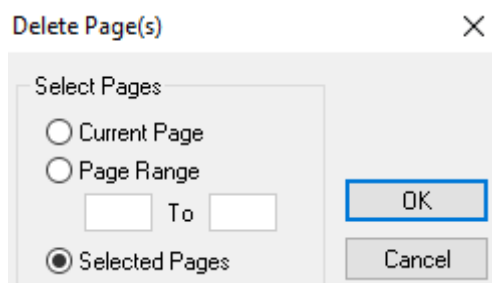 Delete Page(s)
Select Pages
Current Page
Page Range
To
OK
Selected Pages
Cancel